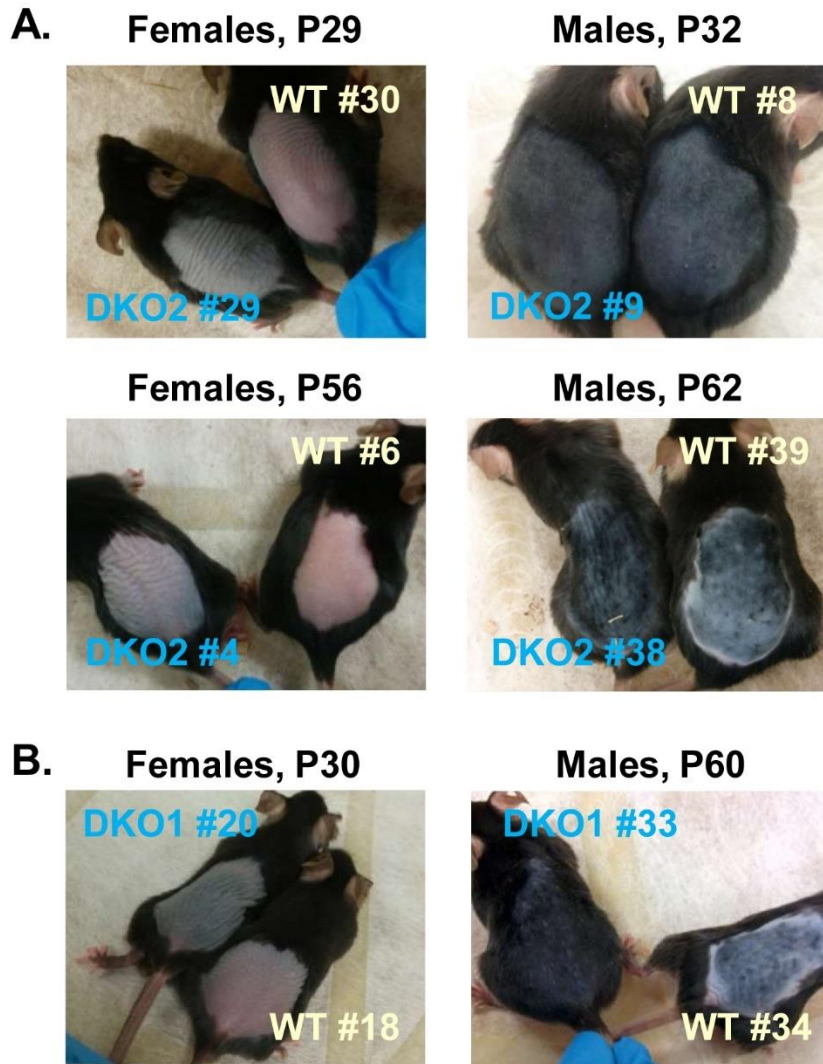 A.
Females, P29
Males, P32
WT #30
DKO2 #29
WT #8
DKO2 #9
Females, P56
Males, P62
WT #6
DKO2 #4
WT #39
DKO2 #38
B.
Females, P30
Males, P60
DKO1 #20
WT #18
DKO1 #33
WT #34